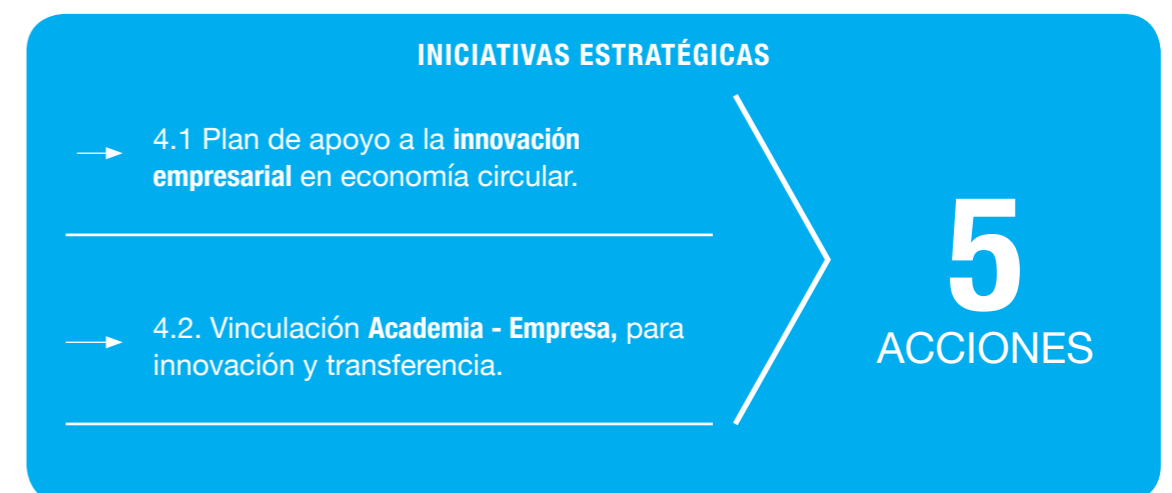 INICIATIVAS ESTRATÉGICAS
4.1 Plan de apoyo a la innovación
empresarial en economía circular.
4.2. Vinculación Academia - Empresa, para
innovación y transferencia.
5
ACCIONES